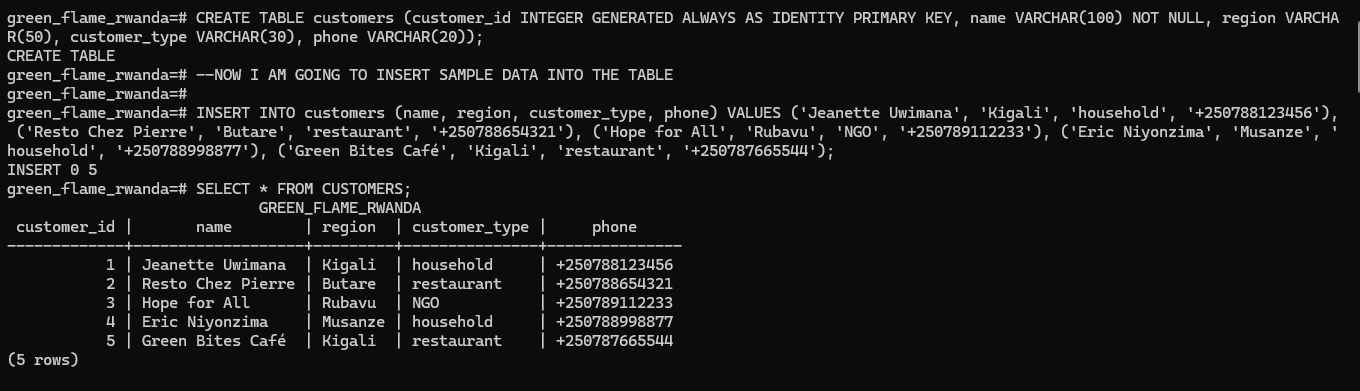 green_flame_rwanda=# CREATE TABLE customers (customer_id INTEGER GENERATED ALWAYS AS IDENTITY PRIMARY KEY, name VARCHAR(100) NOT NULL, region VARCHA
R(50), customer_type VARCHAR(30), phone VARCHAR(20));
CREATE TABLE
green_flame_rwanda=# --NOW I AM GOING TO INSERT SAMPLE DATA INTO THE TABLE
green_flame_rwanda=#
green_flame_rwanda=# INSERT INTO customers (name, region, customer_type, phone) VALUES ('Jeanette Uwimana', 'Kigali', 'household', '+250788123456'),
 ('Resto Chez Pierre', 'Butare', 'restaurant', '+250788654321'), ('Hope for All', 'Rubavu', 'NGO', '+250789112233'), ('Eric Niyonzima', 'Musanze', '
household', '+250788998877'), ('Green Bites Café', 'Kigali', 'restaurant', '+250787665544');
INSERT 0 5
green_flame_rwanda=# SELECT * FROM CUSTOMERS;
                            GREEN_FLAME_RWANDA
 customer_id |       name        | region  | customer_type |     phone
-------------+-------------------+---------+---------------+---------------
           1 | Jeanette Uwimana  | Kigali  | household     | +250788123456
           2 | Resto Chez Pierre | Butare  | restaurant    | +250788654321
           3 | Hope for All      | Rubavu  | NGO           | +250789112233
           4 | Eric Niyonzima    | Musanze | household     | +250788998877
           5 | Green Bites Café  | Kigali  | restaurant    | +250787665544
(5 rows)